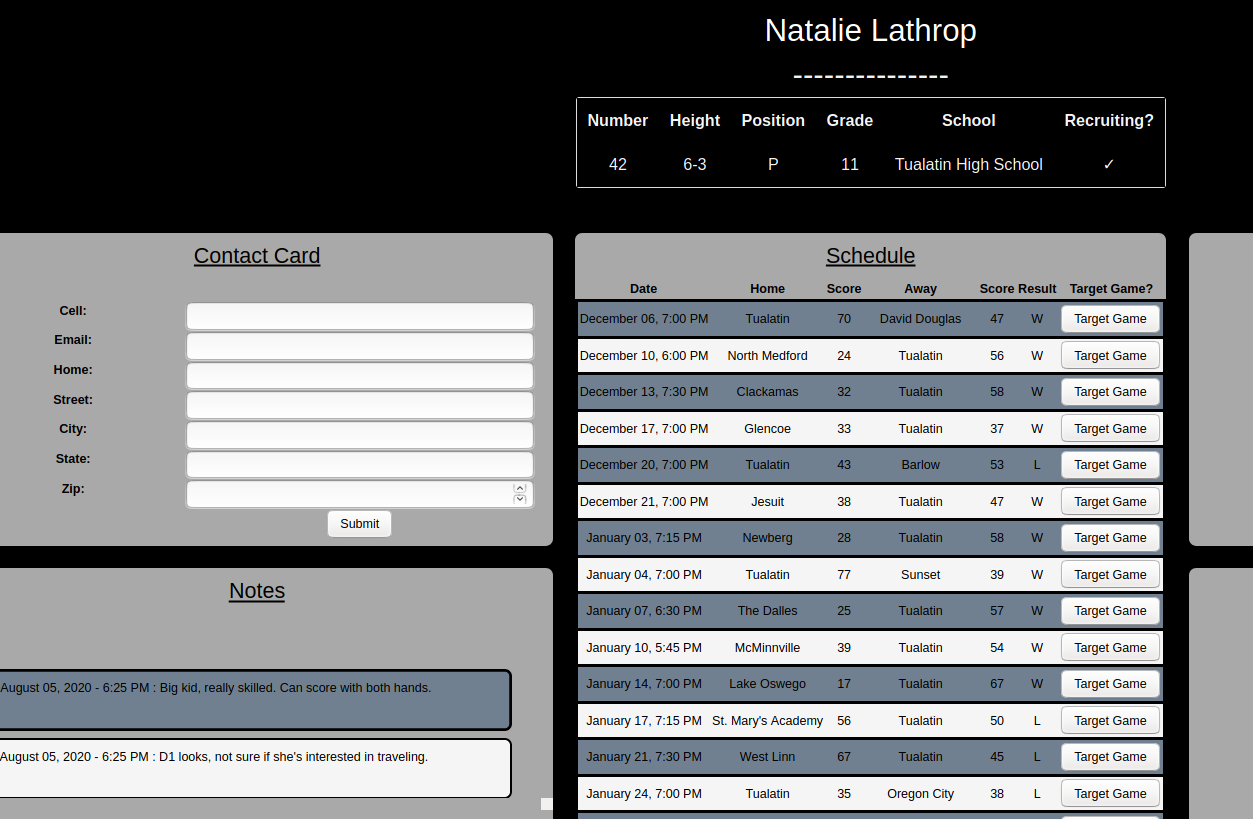 Natalie Lathrop
---------------
Number Height Position Grade School Recruiting?
42 6-3 P 11 Tualatin High School ✓
Contact Card
Cell:
Email:
Home:
Street:
City:
State:
Zip:
Submit
Notes
August 05, 2020 - 6:25 PM : Big kid, really skilled. Can score with both hands.
August 05, 2020 - 6:25 PM : D1 looks, not sure if she's interested in traveling.
Schedule
Date Home Score Away Score Result Target Game?
December 06, 7:00 PM Tualatin 70 David Douglas 47 W Target Game
December 10, 6:00 PM North Medford 24 Tualatin 56 W Target Game
December 13, 7:30 PM Clackamas 32 Tualatin 58 W Target Game
December 17, 7:00 PM Glencoe 33 Tualatin 37 W Target Game
December 20, 7:00 PM Tualatin 43 Barlow 53 L Target Game
December 21, 7:00 PM Jesuit 38 Tualatin 47 W Target Game
January 03, 7:15 PM Newberg 28 Tualatin 58 W Target Game
January 04, 7:00 PM Tualatin 77 Sunset 39 W Target Game
January 07, 6:30 PM The Dalles 25 Tualatin 57 W Target Game
January 10, 5:45 PM McMinnville 39 Tualatin 54 W Target Game
January 14, 7:00 PM Lake Oswego 17 Tualatin 67 W Target Game
January 17, 7:15 PM St. Mary's Academy 56 Tualatin 50 L Target Game
January 21, 7:30 PM West Linn 67 Tualatin 45 L Target Game
January 24, 7:00 PM Tualatin 35 Oregon City 38 L Target Game